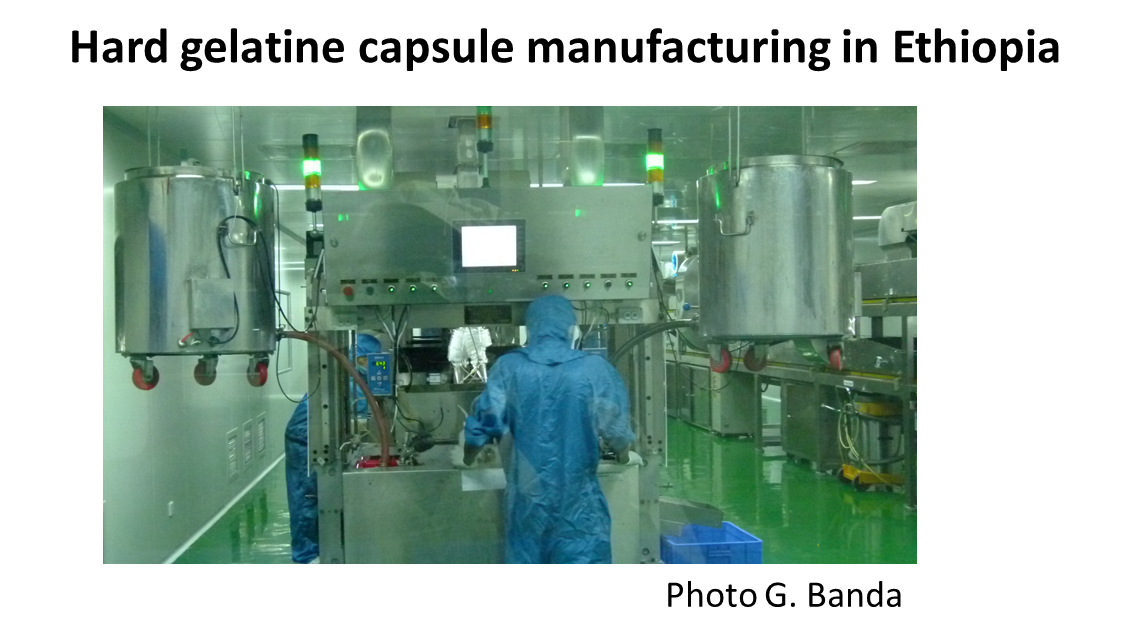 Hard gelatine capsule manufacturing in Ethiopia
Photo G. Banda